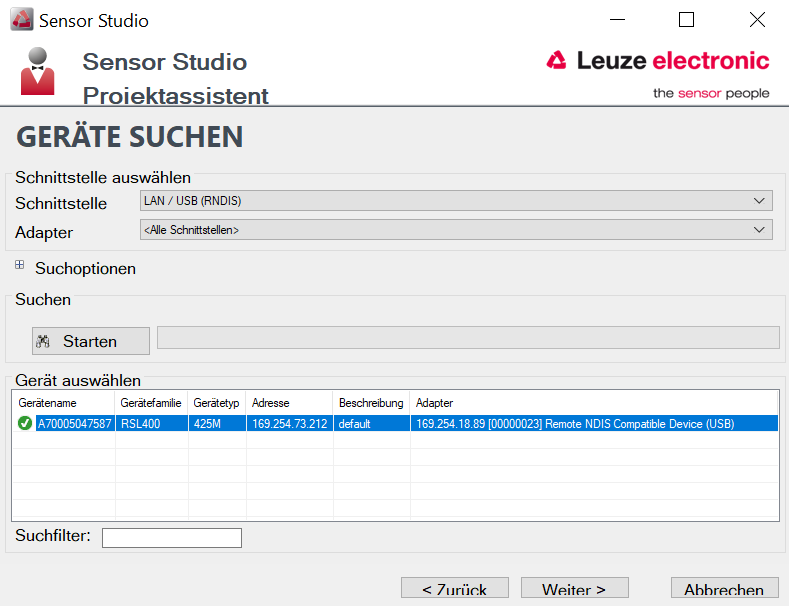 Sensor Studio
Sensor Studio
Projektassistent
Leuze electronic
the sensor people
GERÄTE SUCHEN
Schnittstelle auswählen
Schnittstelle LAN / USB (RNDIS)
Adapter <Alle Schnittstellen>
Suchoptionen
Suchen
Starten
Gerät auswählen
Gerätename Gerätefamilie Gerätetyp Adresse Beschreibung Adapter
A70005047587 RSL400 425M 169.254.73.212 default 169.254.18.89 [00000023] Remote NDIS Compatible Device (USB)
Suchfilter:
< Zurück Weiter > Abbrechen